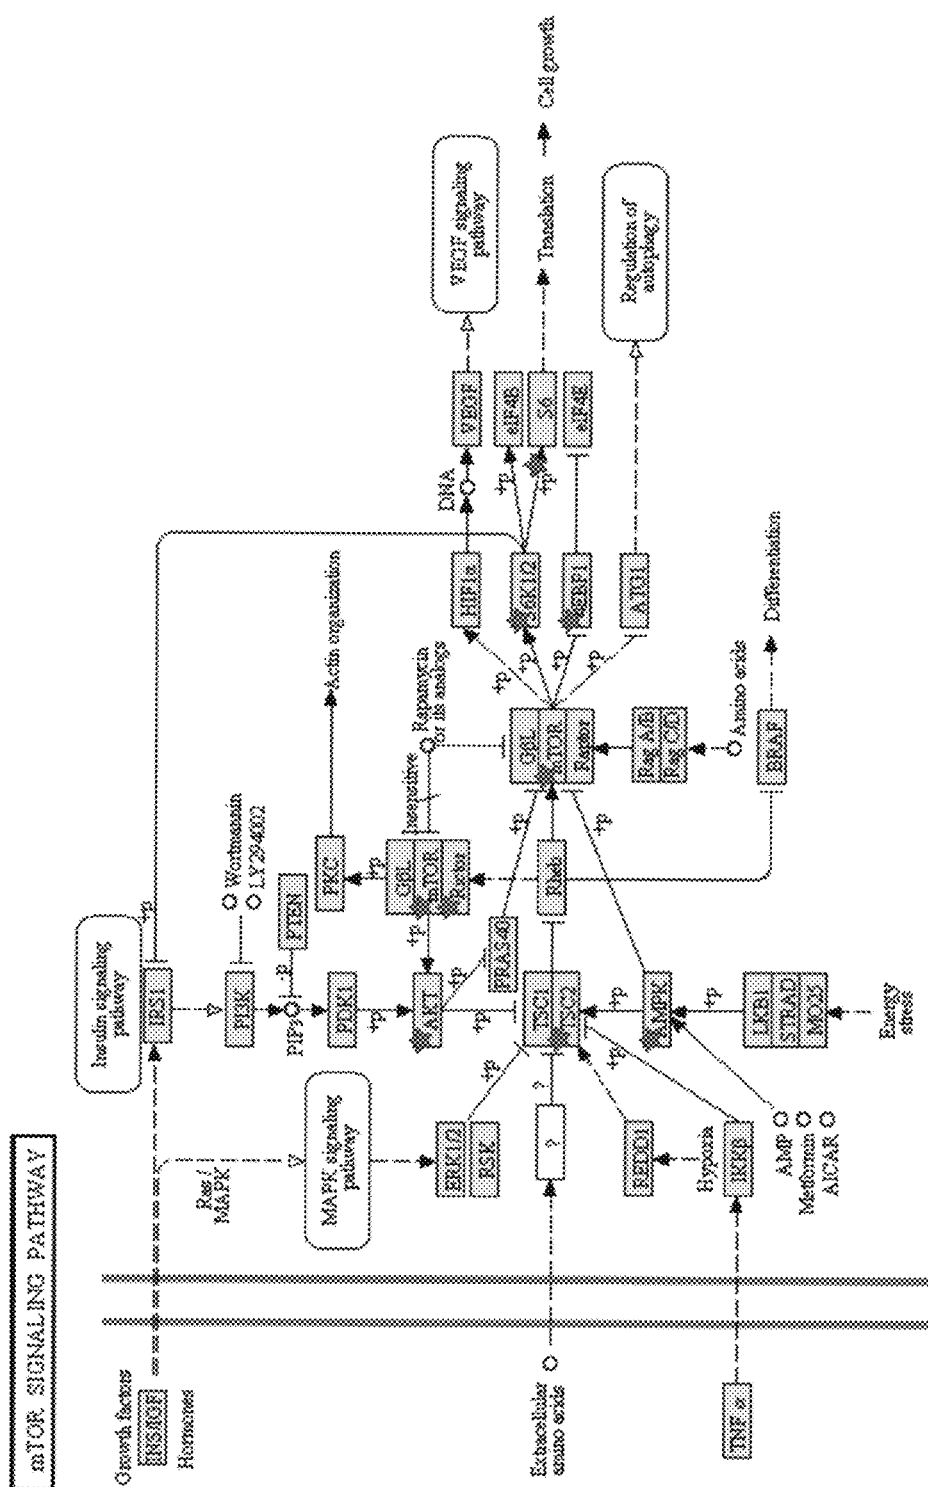 mTOR SIGNALING PATHWAY
Growth factors
INS/IGF
Hormones
Insulin signaling
pathway
IRS1
+p
Ras /
MAPK
PI3K
Wortmannin
LY294002
PTEN
-p
PIP3
PDK1
+p
MAPK signaling
pathway
PKC
Actin organization
+p
GβL
mTOR
Rictor
insensitive
Rapamycin
or its analogs
ERK1/2
RSK
+p
AKT
+p
+p
+p
PRAS40
+p
HIF1α
DNA
VEGF
VEGF signaling
pathway
+p
Extracellular
amino acids
?
?
TSC1
TSC2
Rheb
GβL
mTOR
Raptor
+p
S6K1/2
+p
eIF4B
+p
S6
Translation
Cell growth
+p
4EBP1
eIF4E
+p
ATG1
Regulation of
autophagy
REDD1
Hypoxia
+p
+p
+p
AMPK
+p
Rag A/B
Rag C/D
Amino acids
TNF α
IKKβ
AMP
Metformin
AICAR
LKB1
STRAD
MO25
Energy
stress
BRAF
Differentiation